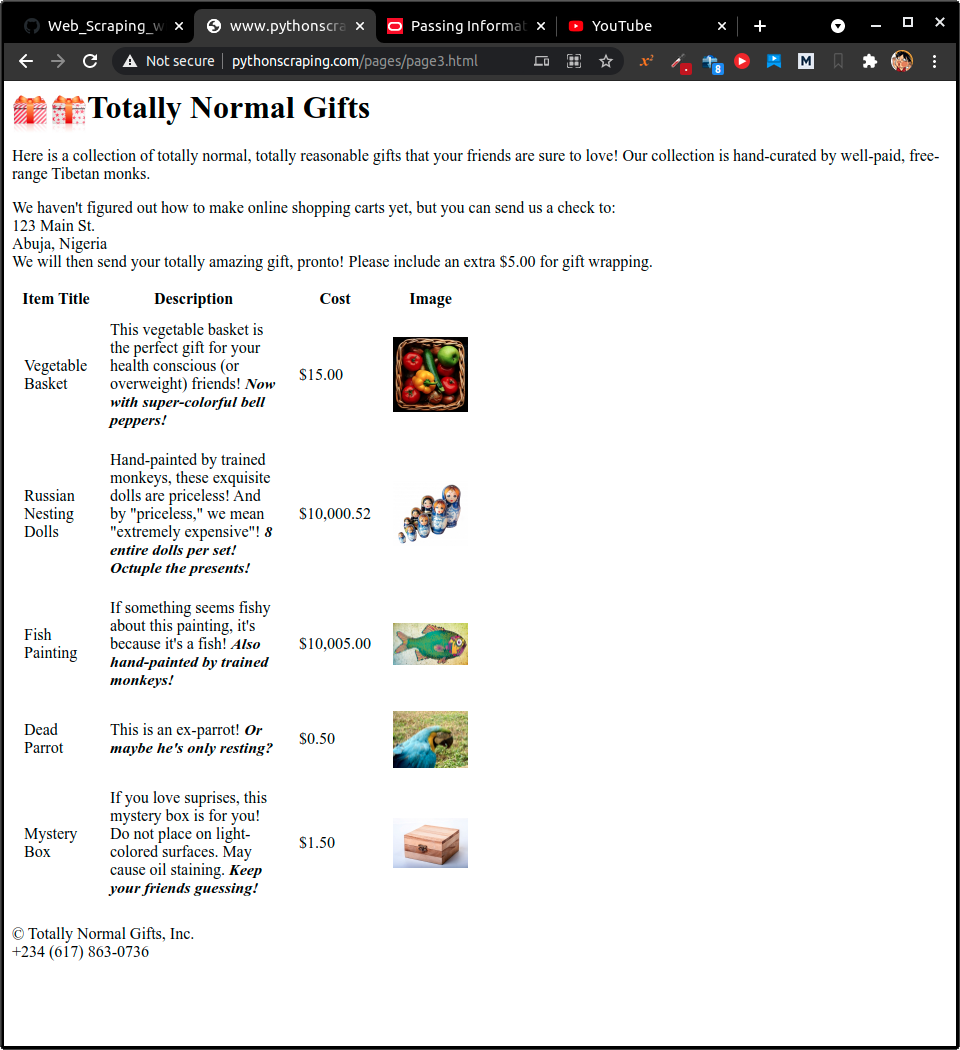 Web_Scraping_w
www.pythonscra
Passing Informat
YouTube
Not secure
pythonscraping.com/pages/page3.html
x²
8
M
Totally Normal Gifts
Here is a collection of totally normal, totally reasonable gifts that your friends are sure to love! Our collection is hand-curated by well-paid, free-
range Tibetan monks.
We haven't figured out how to make online shopping carts yet, but you can send us a check to:
123 Main St.
Abuja, Nigeria
We will then send your totally amazing gift, pronto! Please include an extra $5.00 for gift wrapping.
Item Title Description Cost Image
Vegetable
Basket
This vegetable basket is
the perfect gift for your
health conscious (or
overweight) friends! Now
with super-colorful bell
peppers!
$15.00
Russian
Nesting
Dolls
Hand-painted by trained
monkeys, these exquisite
dolls are priceless! And
by "priceless," we mean
"extremely expensive"! 8
entire dolls per set!
Octuple the presents!
$10,000.52
Fish
Painting
If something seems fishy
about this painting, it's
because it's a fish! Also
hand-painted by trained
monkeys!
$10,005.00
Dead
Parrot
This is an ex-parrot! Or
maybe he's only resting?
$0.50
Mystery
Box
If you love suprises, this
mystery box is for you!
Do not place on light-
colored surfaces. May
cause oil staining. Keep
your friends guessing!
$1.50
© Totally Normal Gifts, Inc.
+234 (617) 863-0736